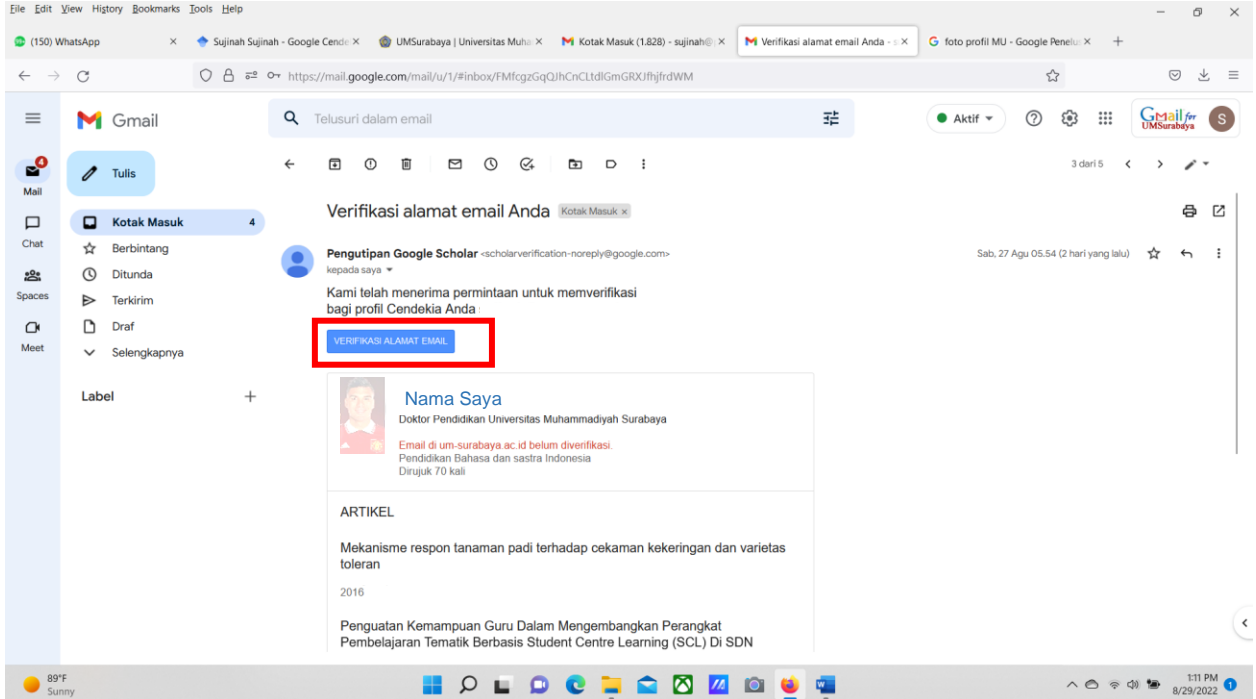 File Edit View History Bookmarks Tools Help
(150) WhatsApp
Sujinah Sujinah - Google Cende
UMSurabaya | Universitas Muha
Kotak Masuk (1.828) - sujinah@
Verifikasi alamat email Anda - s
foto profil MU - Google Penelus
https://mail.google.com/mail/u/1/#inbox/FMfcgzGqQJhCnCLtdlGmGRXJfhjfrdWM
Gmail
Telusuri dalam email
Aktif
Gmail for
UMSurabaya
S
4
Mail
Tulis
3 dari 5
Kotak Masuk 4
Verifikasi alamat email Anda Kotak Masuk x
Chat
Berbintang
Pengutipan Google Scholar <scholarverification-noreply@google.com>
Sab, 27 Agu 05.54 (2 hari yang lalu)
kepada saya
Ditunda
Spaces
Terkirim
Kami telah menerima permintaan untuk memverifikasi
bagi profil Cendekia Anda
Draf
Meet
Selengkapnya
VERIFIKASI ALAMAT EMAIL
Label
Nama Saya
Doktor Pendidikan Universitas Muhammadiyah Surabaya
Email di um-surabaya.ac.id belum diverifikasi.
Pendidikan Bahasa dan sastra Indonesia
Dirujuk 70 kali
ARTIKEL
Mekanisme respon tanaman padi terhadap cekaman kekeringan dan varietas
toleran
2016
Penguatan Kemampuan Guru Dalam Mengembangkan Perangkat
Pembelajaran Tematik Berbasis Student Centre Learning (SCL) Di SDN
89°F
Sunny
1:11 PM
8/29/2022
1